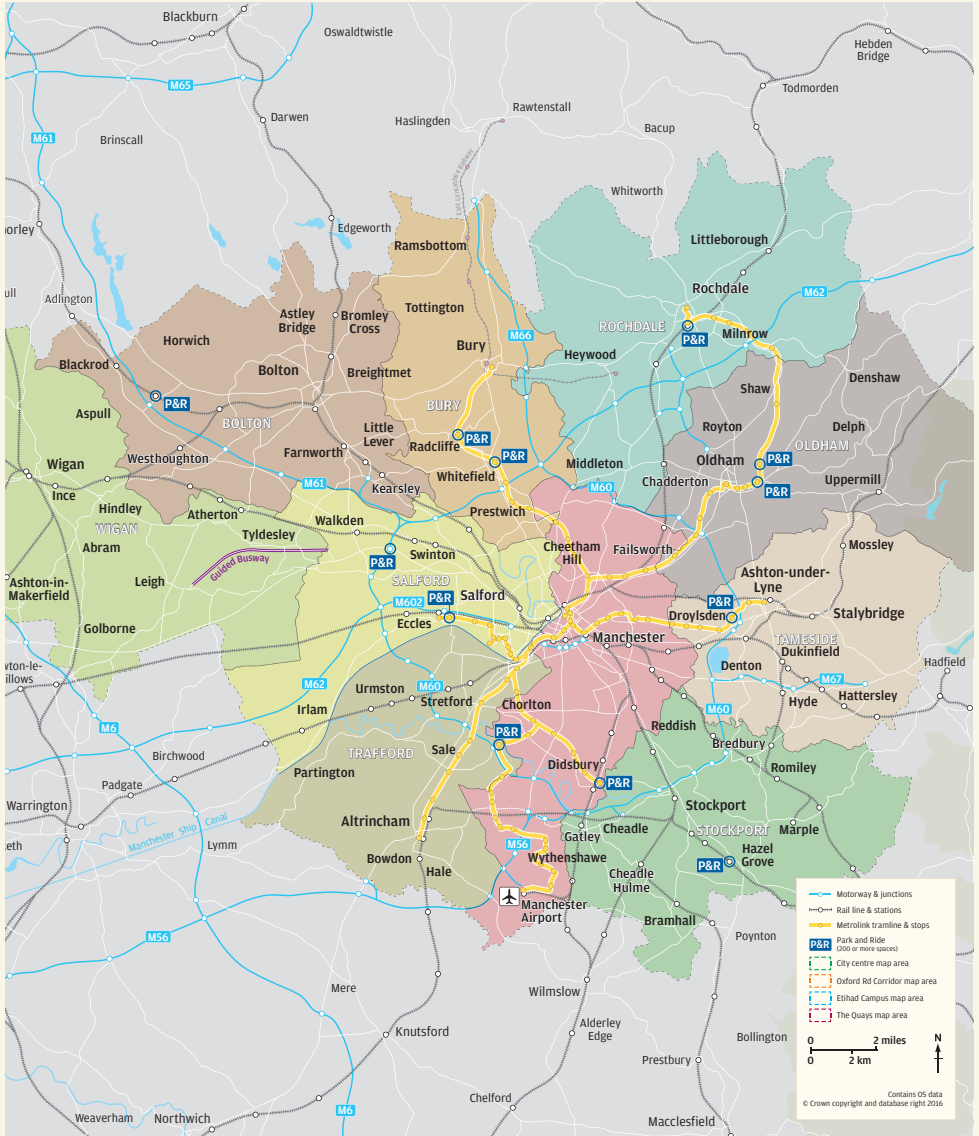 Blackburn
Oswaldtwistle
Hebden
Bridge
M65
Todmorden
Rawtenstall
Haslingden
Darwen
Bacup
M61
Brinscall
East Lancashire Railway
Whitworth
orley
Edgeworth
Ramsbottom
Littleborough
ull
Adlington
Rochdale
M62
Tottington
Astley
Bridge
Bromley
Cross
ROCHDALE
Milnrow
P&R
M66
Horwich
Bury
Heywood
Blackrod
Bolton
Breightmet
Denshaw
Shaw
P&R
BURY
Aspull
BOLTON
Little
Lever
Royton
Delph
P&R
Radcliffe
OLDHAM
Farnworth
Westhoughton
P&R
Oldham
P&R
Wigan
Whitefield
Middleton
M61
Kearsley
M60
Chadderton
P&R
Uppermill
Ince
Hindley
Atherton
Prestwich
Walkden
WIGAN
Tyldesley
Abram
Cheetham
Hill
Failsworth
Mossley
Swinton
Guided Busway
P&R
Ashton-in-
Makerfield
Leigh
SALFORD
Ashton-under-
Lyne
P&R
Salford
M602
P&R
Droylsden
Stalybridge
Eccles
Golborne
Manchester
TAMESIDE
Dukinfield
wton-le-
illows
Denton
Hadfield
M62
Urmston
M60
M67
Stretford
Hattersley
Irlam
Chorlton
M60
Hyde
M6
Reddish
P&R
Bredbury
TRAFFORD
Sale
Birchwood
Didsbury
Romiley
Partington
Padgate
P&R
Warrington
Stockport
Altrincham
Manchester Ship Canal
Cheadle
STOCKPORT
Marple
Gatley
eth
Lymm
M56
Hazel
Grove
Bowdon
Wythenshawe
P&R
Hale
Cheadle
Hulme
Manchester
Airport
Bramhall
M56
Poynton
Mere
Wilmslow
Alderley
Edge
Knutsford
Bollington
Prestbury
Chelford
M6
Weaverham
Northwich
Macclesfield
Motorway & junctions
Rail line & stations
Metrolink tramline & stops
P&R
Park and Ride
(200 or more spaces)
City centre map area
Oxford Rd Corridor map area
Etihad Campus map area
The Quays map area
0
2 miles
0
2 km
N
Contains OS data
© Crown copyright and database right 2016